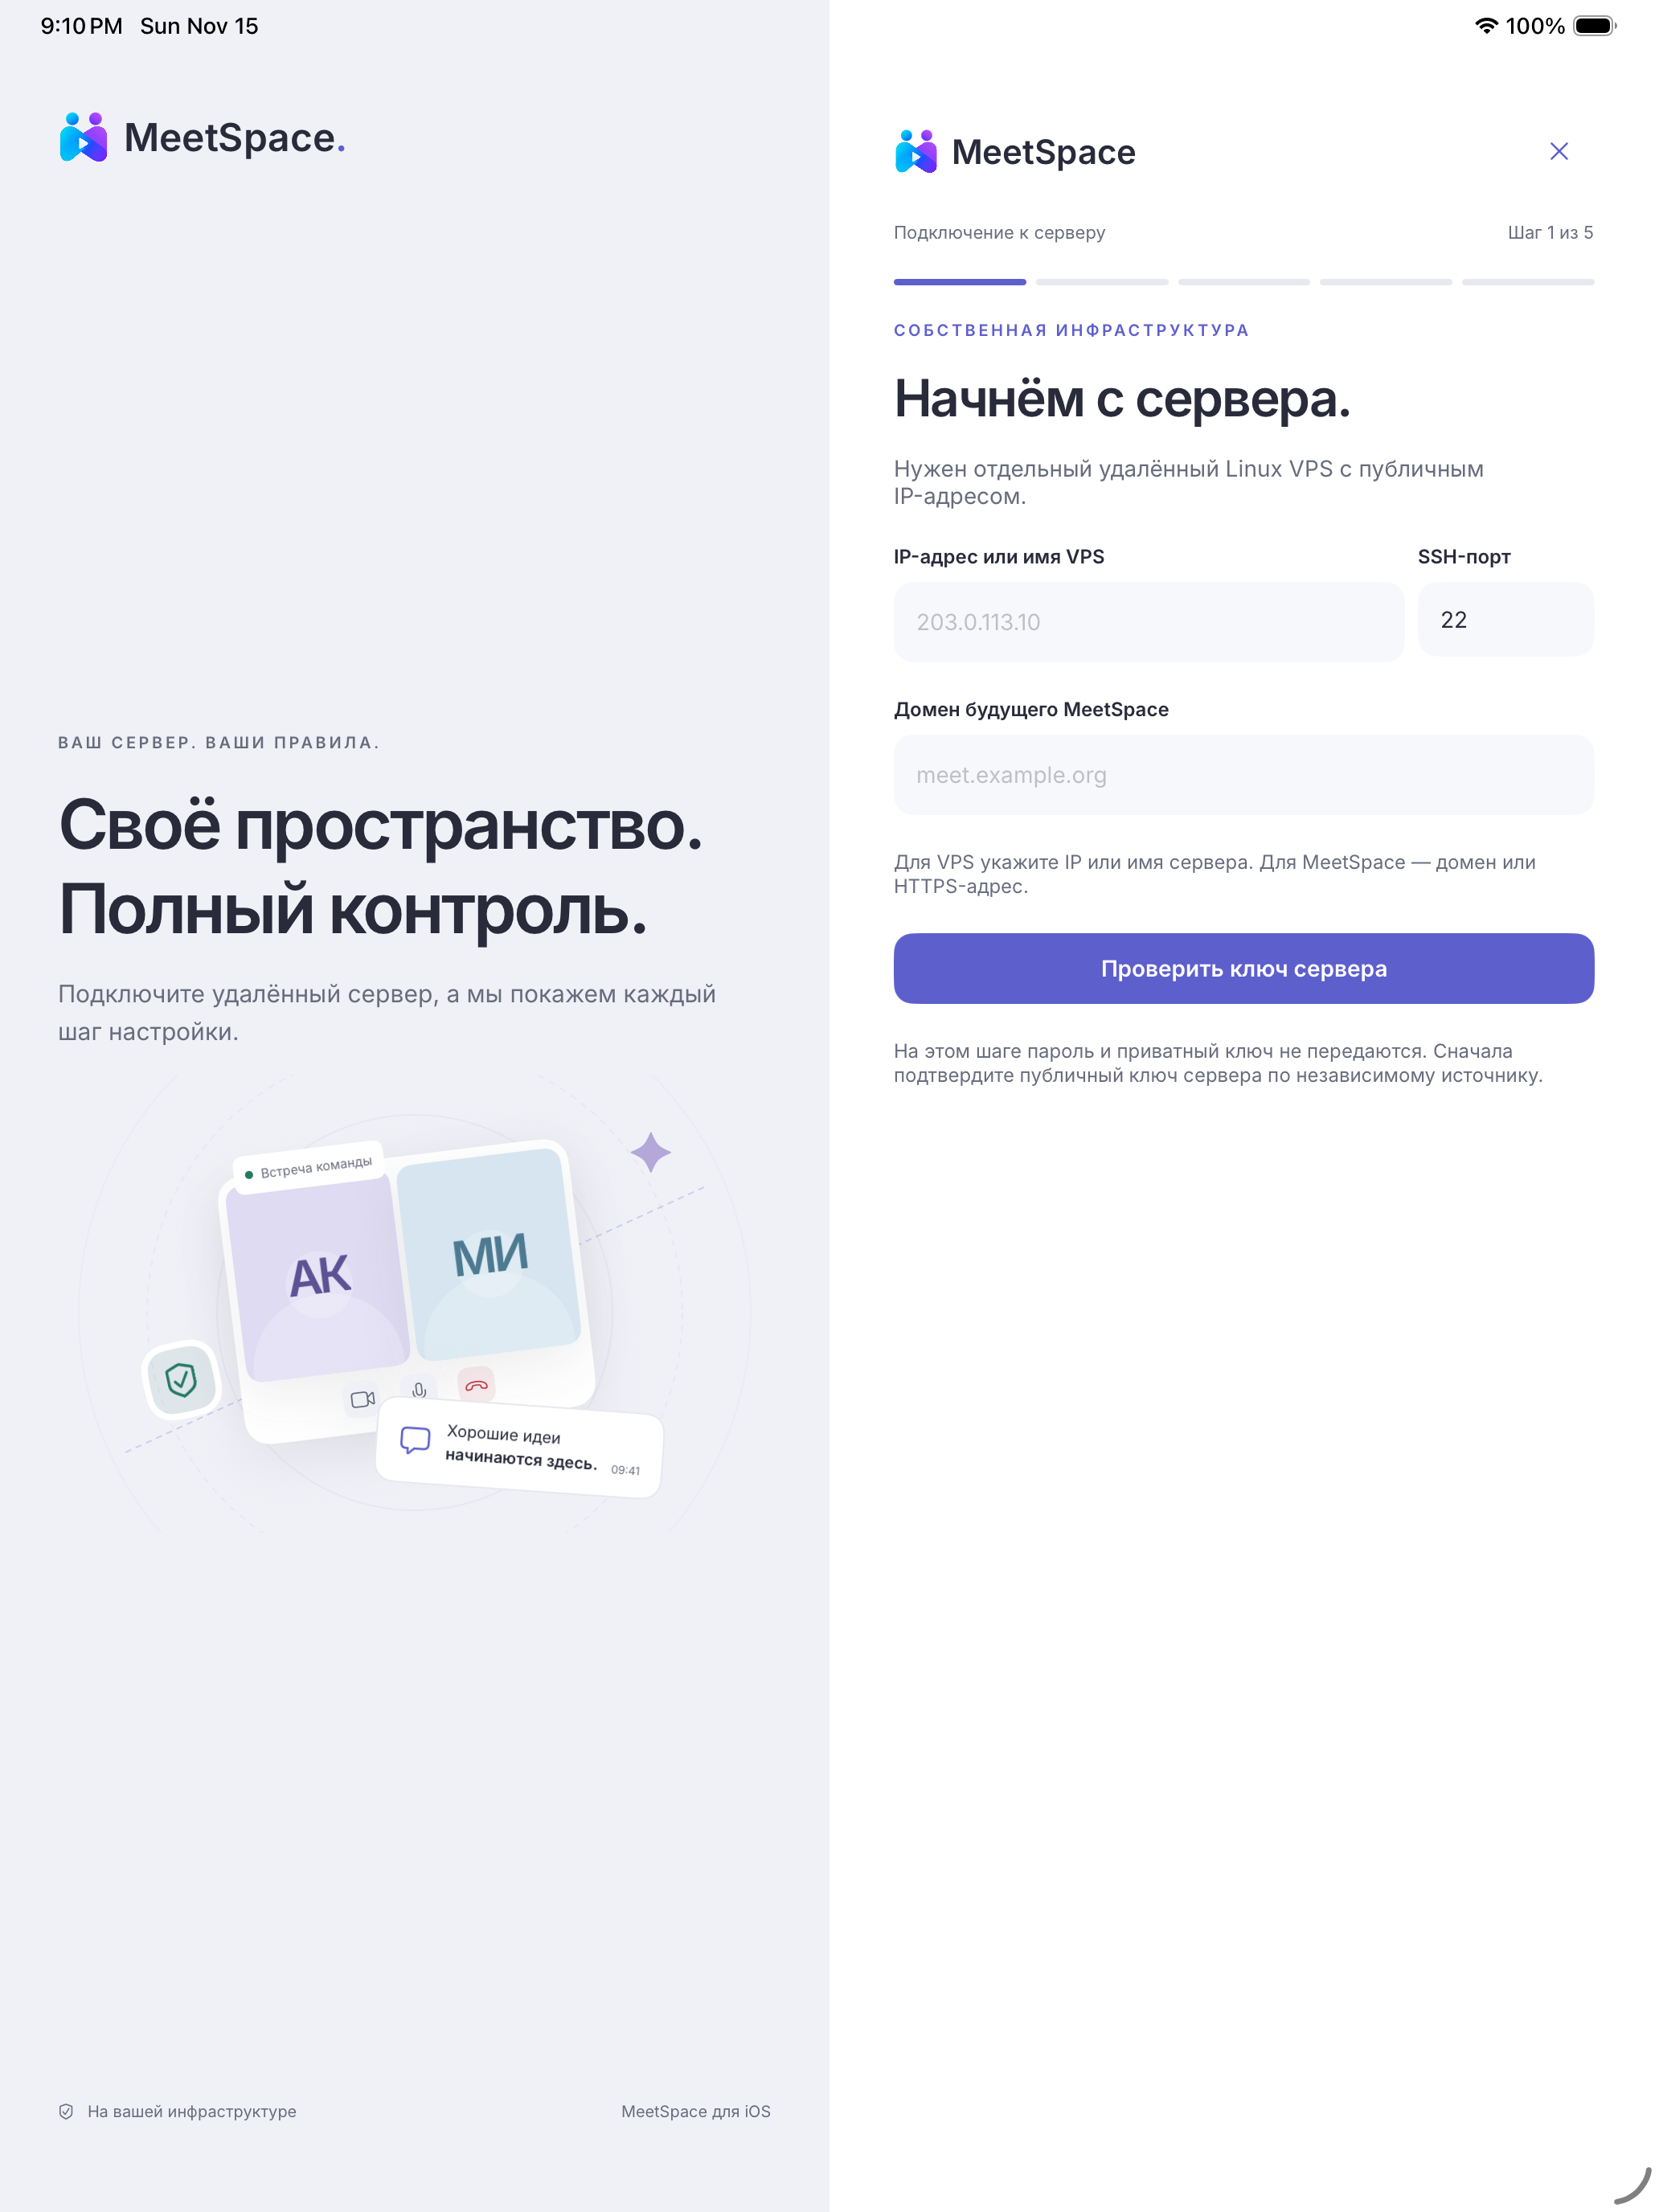 9:10 PM Sun Nov 15
100%
MeetSpace.
ВАШ СЕРВЕР. ВАШИ ПРАВИЛА.
Своё пространство.
Полный контроль.
Подключите удалённый сервер, а мы покажем каждый
шаг настройки.
Встреча команды
АК
МИ
Хорошие идеи
начинаются здесь.
09:41
На вашей инфраструктуре
MeetSpace для iOS
MeetSpace
Подключение к серверу
Шаг 1 из 5
СОБСТВЕННАЯ ИНФРАСТРУКТУРА
Начнём с сервера.
Нужен отдельный удалённый Linux VPS с публичным
IP-адресом.
IP-адрес или имя VPS
SSH-порт
203.0.113.10
22
Домен будущего MeetSpace
meet.example.org
Для VPS укажите IP или имя сервера. Для MeetSpace — домен или
HTTPS-адрес.
Проверить ключ сервера
На этом шаге пароль и приватный ключ не передаются. Сначала
подтвердите публичный ключ сервера по независимому источнику.